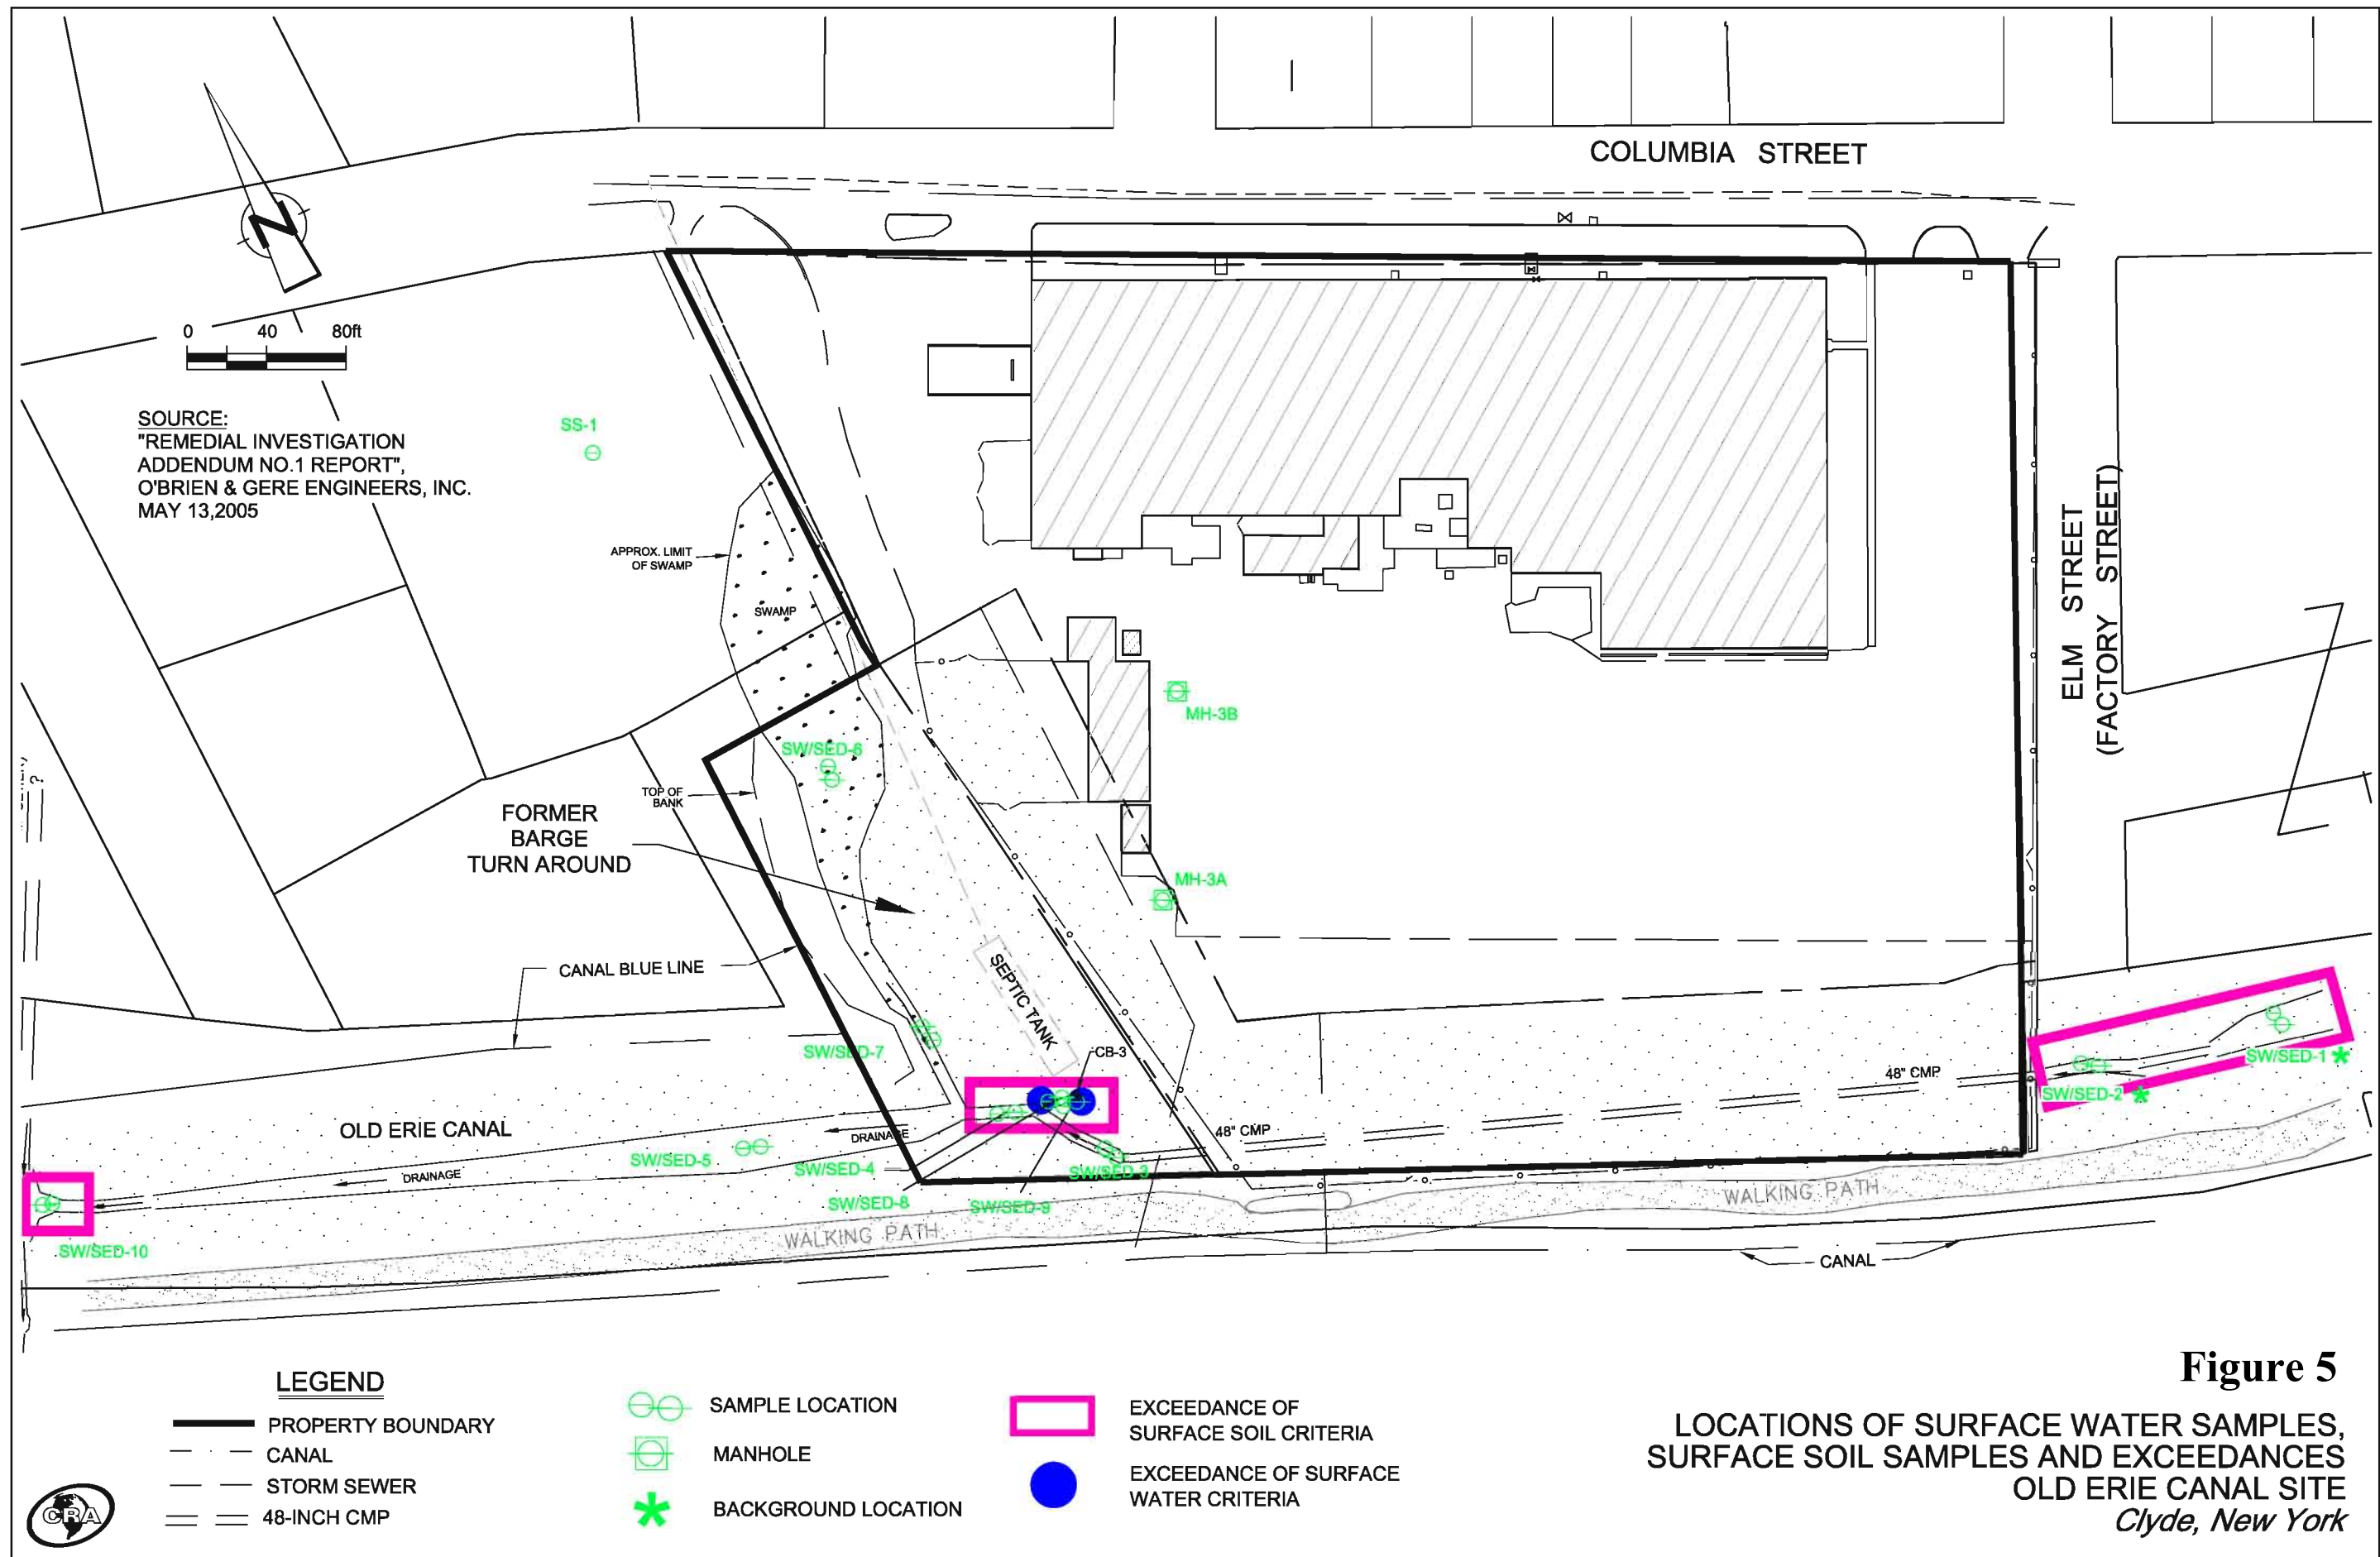 COLUMBIA STREET
N
0 40 80ft
SOURCE:
"REMEDIAL INVESTIGATION
ADDENDUM NO.1 REPORT",
O'BRIEN & GERE ENGINEERS, INC.
MAY 13,2005
SS-1
APPROX. LIMIT
OF SWAMP
SWAMP
ELM STREET
(FACTORY STREET)
MH-3B
SW/SED-6
TOP OF
BANK
?
FORMER
BARGE
TURN AROUND
MH-3A
CANAL BLUE LINE
SEPTIC TANK
SW/SED-7
CB-3
48" CMP
SW/SED-1
SW/SED-2
OLD ERIE CANAL
DRAINAGE
48" CMP
SW/SED-5
SW/SED-4
SW/SED-3
DRAINAGE
SW/SED-8
SW/SED-9
WALKING PATH
WALKING PATH
SW/SED-10
CANAL
Figure 5
LEGEND
PROPERTY BOUNDARY
CANAL
STORM SEWER
48-INCH CMP
SAMPLE LOCATION
MANHOLE
BACKGROUND LOCATION
EXCEEDANCE OF
SURFACE SOIL CRITERIA
EXCEEDANCE OF SURFACE
WATER CRITERIA
LOCATIONS OF SURFACE WATER SAMPLES,
SURFACE SOIL SAMPLES AND EXCEEDANCES
OLD ERIE CANAL SITE
Clyde, New York
CRA